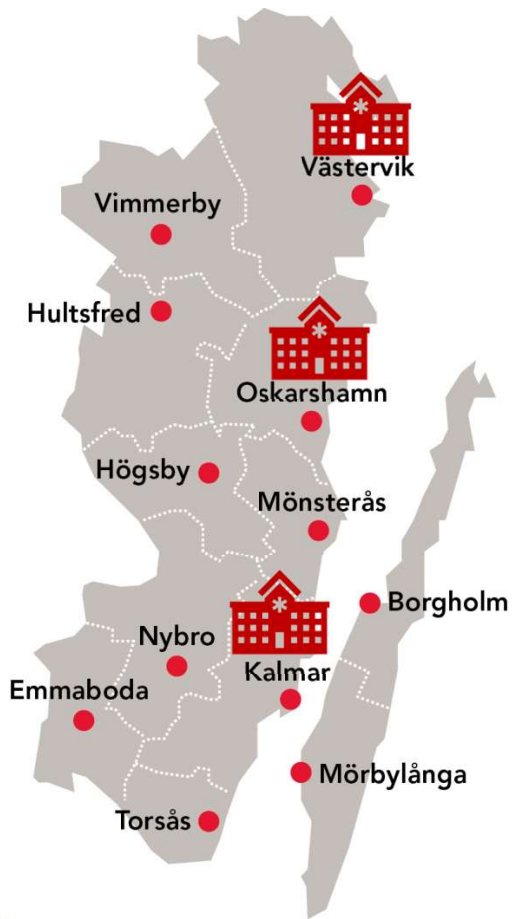 Västervik
Vimmerby
Hultsfred
Oskarshamn
Högsby
Mönsterås
Borgholm
Nybro
Kalmar
Emmaboda
Mörbylånga
Torsås